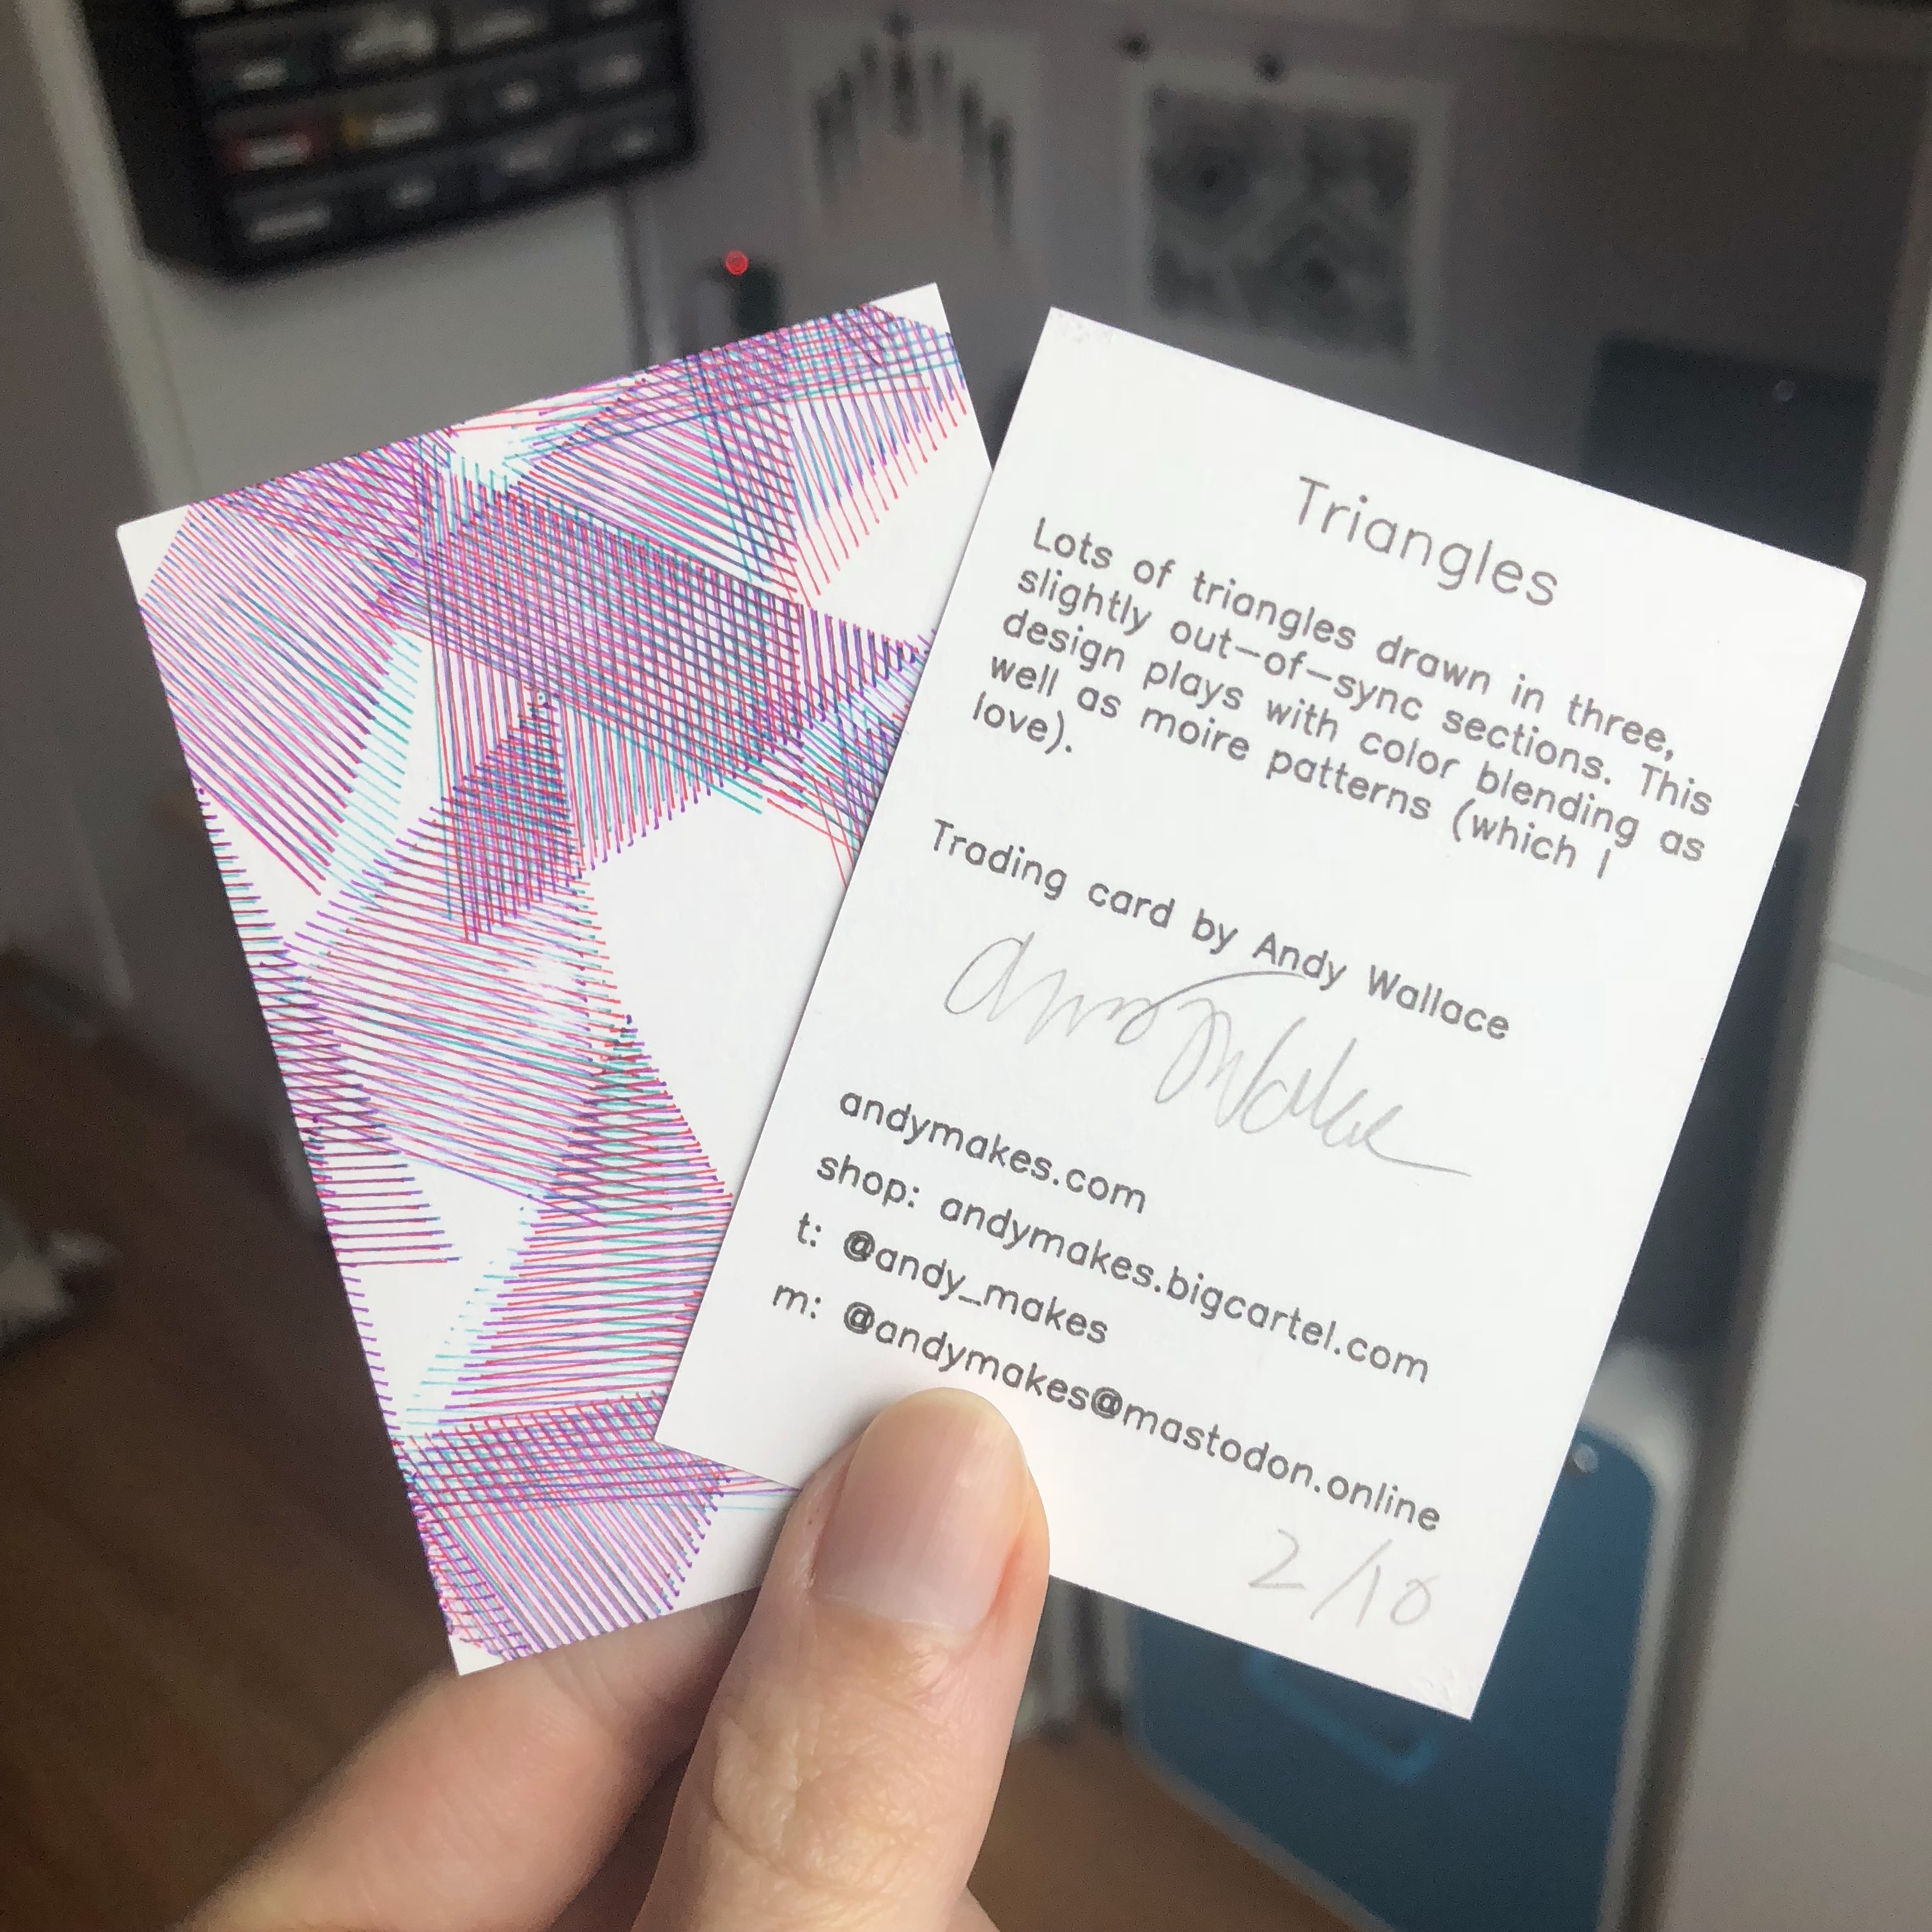 Triangles
Lots of triangles drawn in three,
slightly out-of-sync sections. This
design plays with color blending as
well as moire patterns (which I
love).
Trading card by Andy Wallace
andymakes.com
shop: andymakes.bigcartel.com
t: @andy_makes
m: @andymakes@mastodon.online
2/10